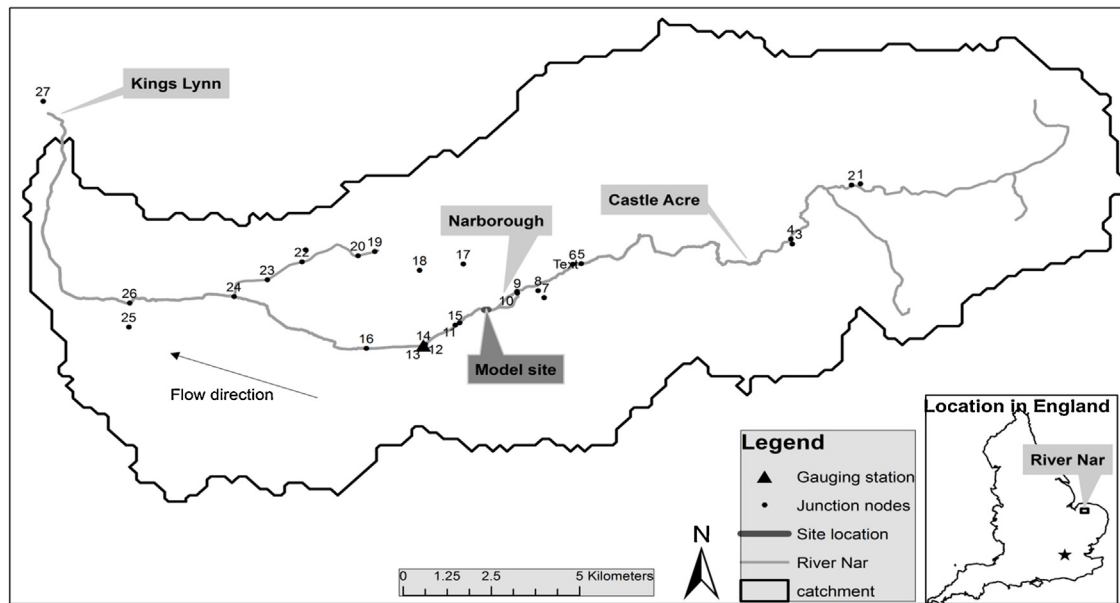 27
Kings Lynn
21
Castle Acre
4
3
Narborough
22
20
19
18
17
65
Text
23
8
7
9
10
24
26
25
15
11
14
13
12
16
Model site
Flow direction
Location in England
River Nar
Legend
Gauging station
Junction nodes
Site location
River Nar
catchment
N
0 1.25 2.5 5 Kilometers